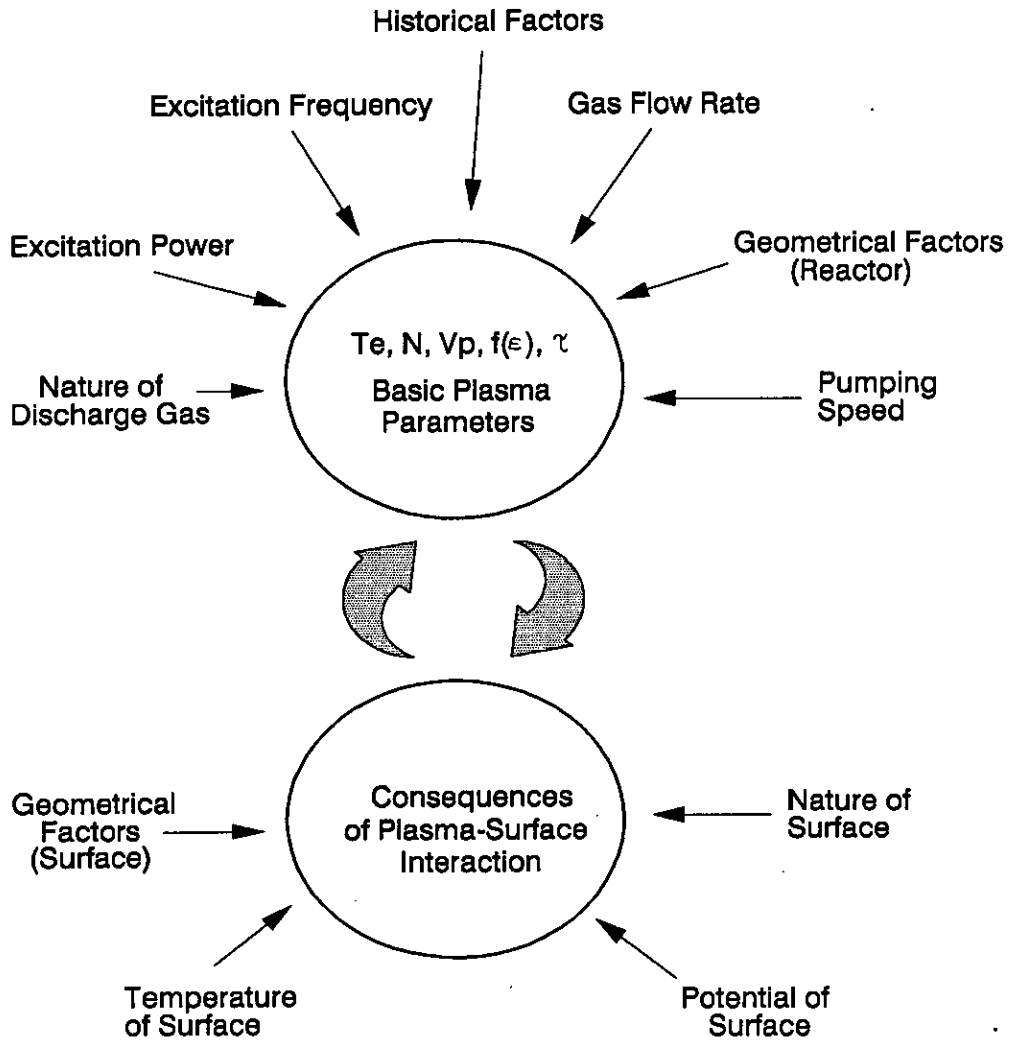 Historical Factors
Excitation Frequency
Gas Flow Rate
Excitation Power
Geometrical Factors
(Reactor)
Te, N, Vp, f(ε), τ
Basic Plasma
Parameters
Nature of
Discharge Gas
Pumping
Speed
Geometrical
Factors
(Surface)
Consequences
of Plasma-Surface
Interaction
Nature of
Surface
Temperature
of Surface
Potential of
Surface